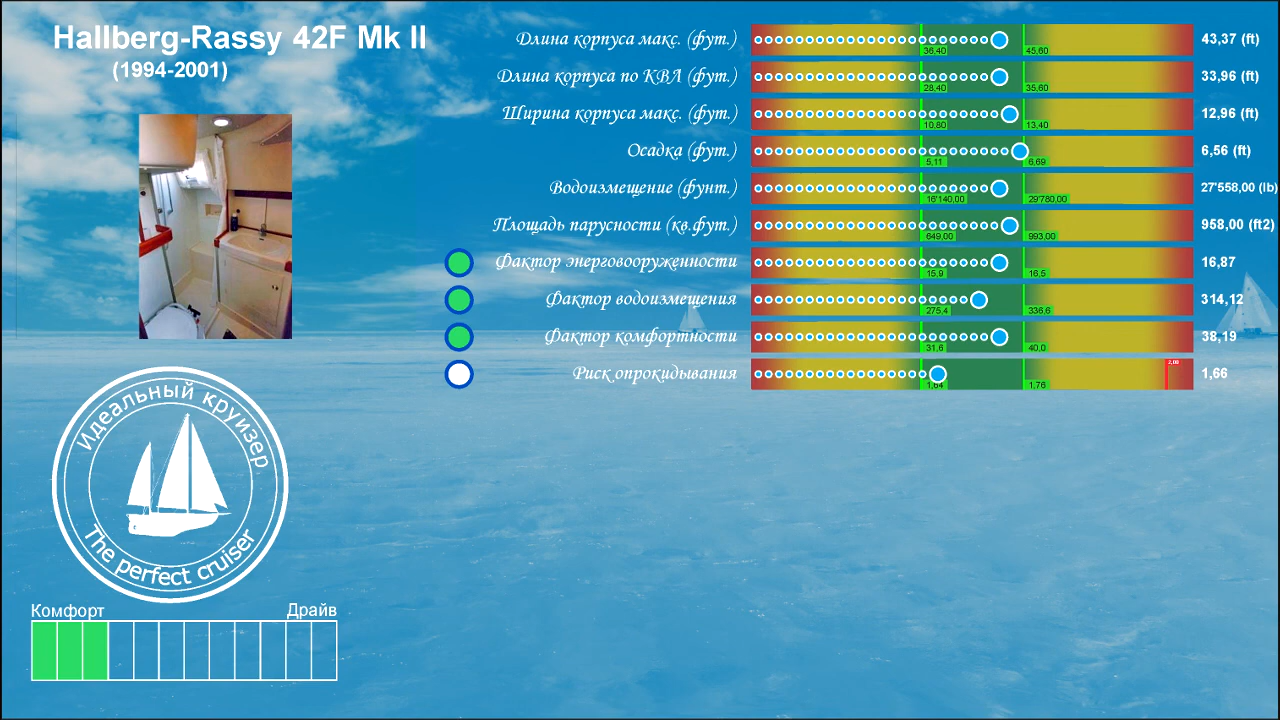 Hallberg-Rassy 42F Mk II
(1994-2001)
Длина корпуса макс. (фут.)
36,40
45,60
43,37 (ft)
Длина корпуса по КВЛ (фут.)
28,40
35,60
33,96 (ft)
Ширина корпуса макс. (фут.)
10,80
13,40
12,96 (ft)
Осадка (фут.)
5,11
6,69
6,56 (ft)
Водоизмещение (фунт.)
16'140,00
29'780,00
27'558,00 (lb)
Площадь парусности (кв.фут.)
649,00
993,00
958,00 (ft2)
Фактор энерговооруженности
15,9
16,5
16,87
Фактор водоизмещения
275,4
336,6
314,12
Фактор комфортности
31,6
40,0
38,19
Риск опрокидывания
1,64
1,76
2,08
1,66
Идеальный круизер
The perfect cruiser
Комфорт
Драйв